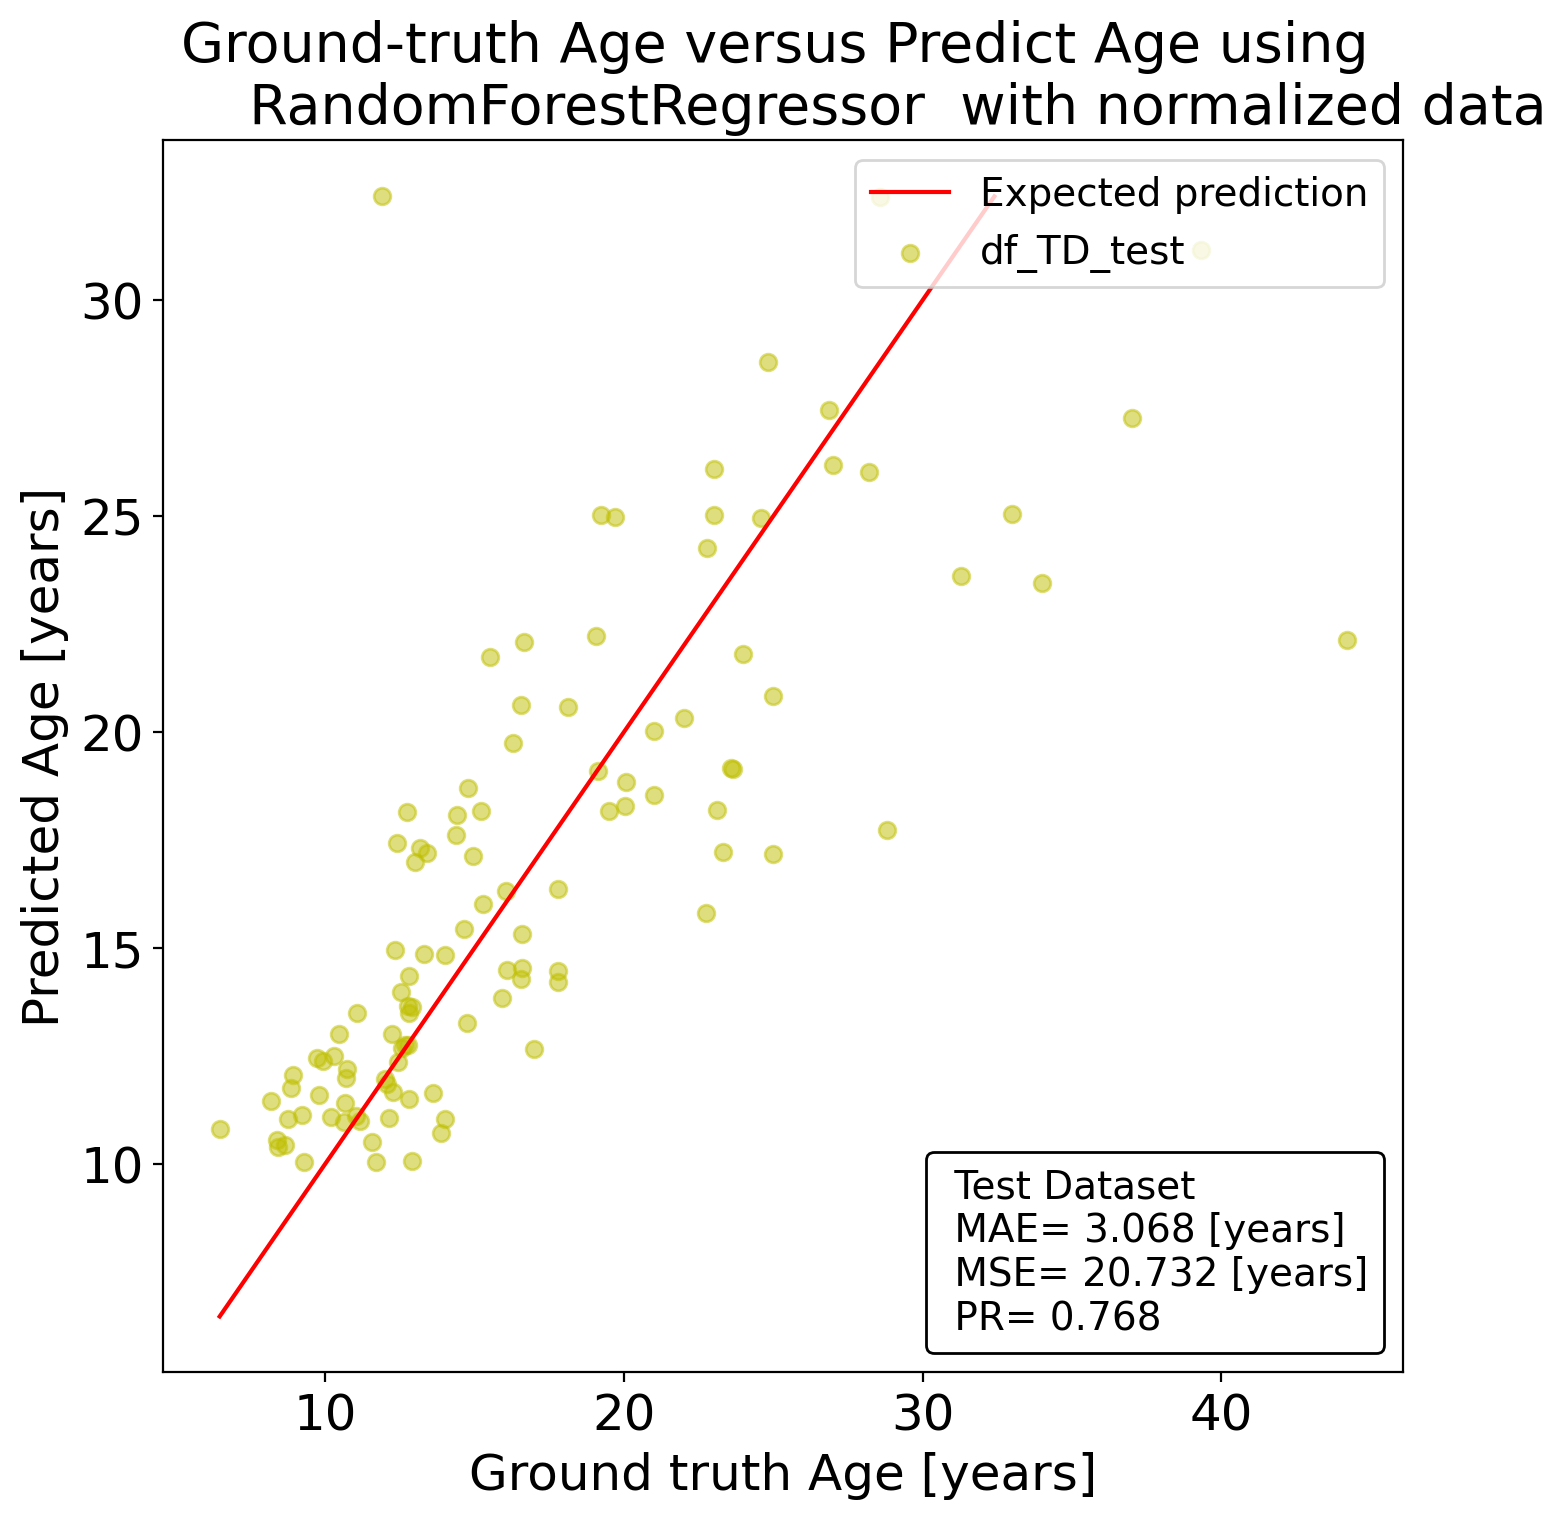 Ground-truth Age versus Predict Age using
RandomForestRegressor  with normalized data
Expected prediction
df_TD_test
30
25
20
15
10
Predicted Age [years]
Test Dataset
MAE= 3.068 [years]
MSE= 20.732 [years]
PR= 0.768
10 20 30 40
Ground truth Age [years]